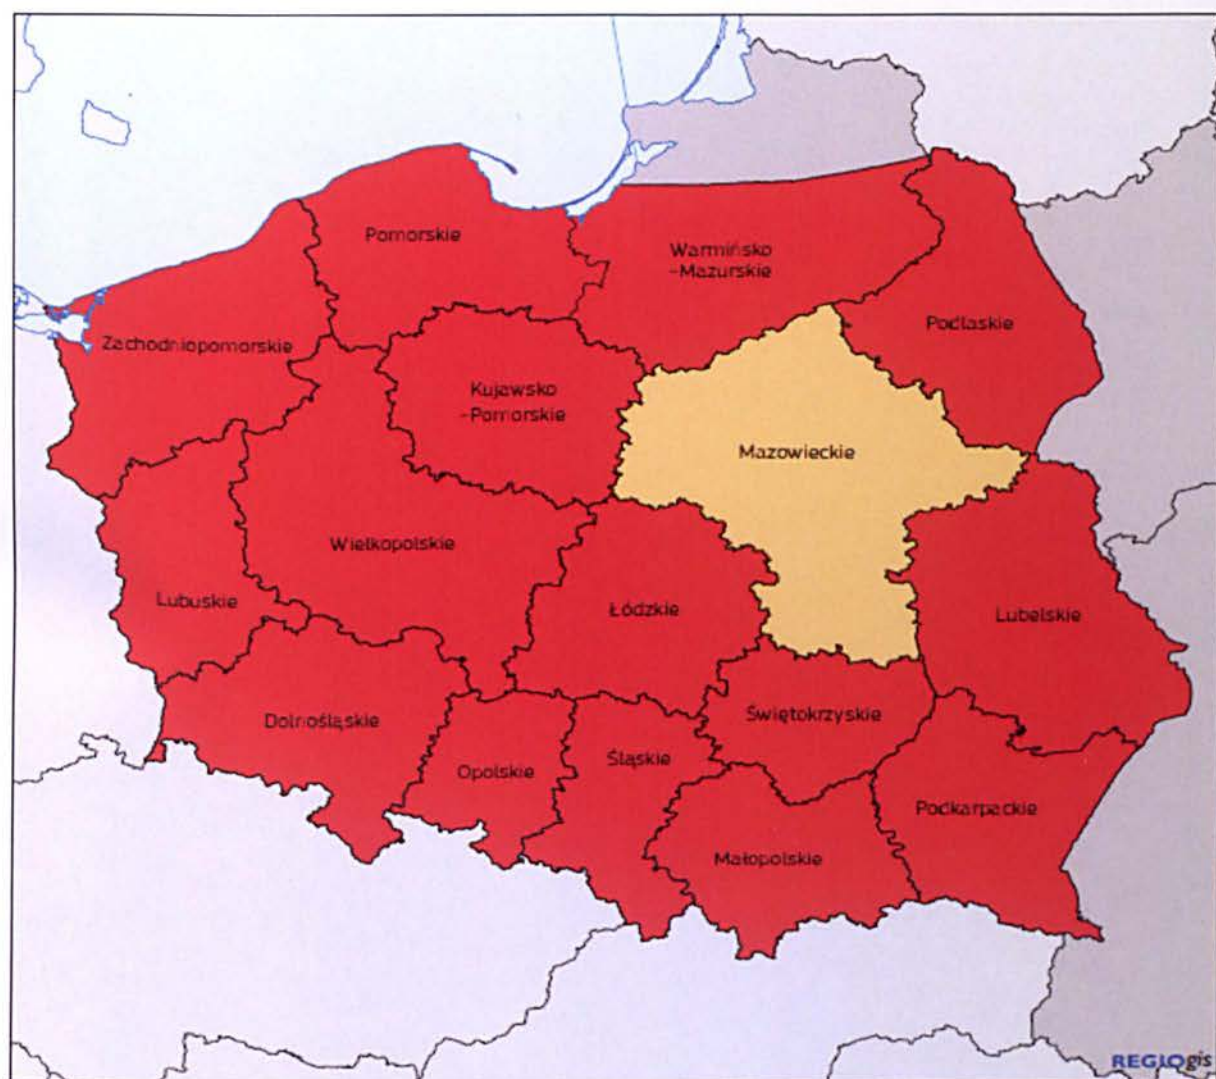 Pomorskie
Warmińsko
-Mazurskie
Podlaskie
Zachodniopomorskie
Kujawsko
-Pomorskie
Mazowieckie
Wielkopolskie
Lubuskie
Łódzkie
Lubelskie
Dolnośląskie
Świętokrzyskie
Opolskie
Śląskie
Podkarpackie
Małopolskie
REGIOgis